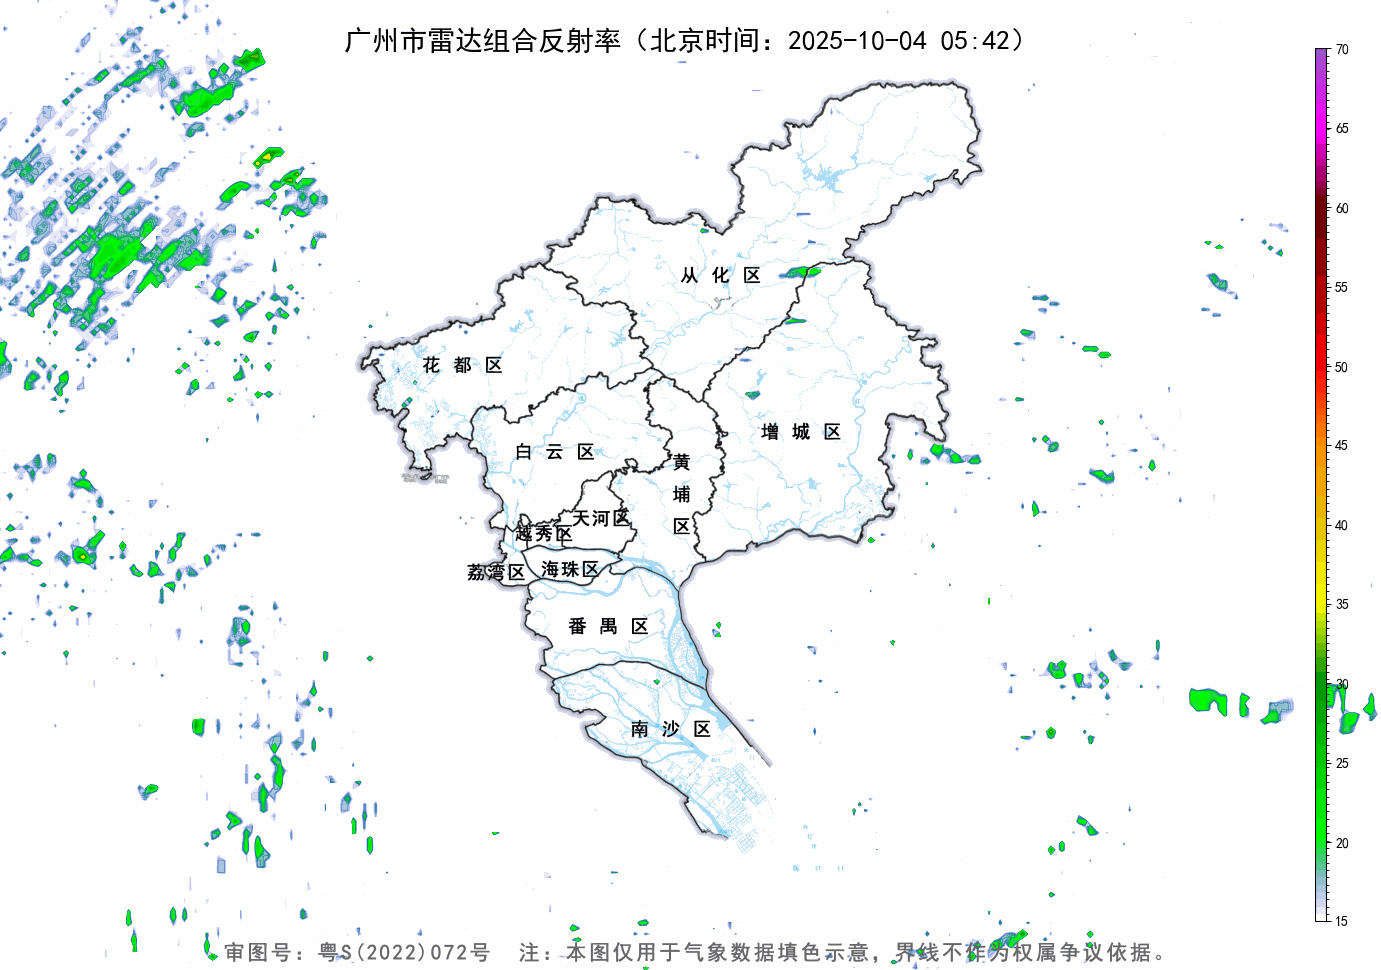 广州市雷达组合反射率（北京时间：2025-10-04 05:42）
70
65
60
55
50
45
40
35
30
25
20
15
从化区
花都区
增城区
白云区
黄埔区
天河区
越秀区
荔湾区
海珠区
番禺区
南沙区
审图号：粤S(2022)072号 注：本图仅用于气象数据填色示意，界线不作为权属争议依据。